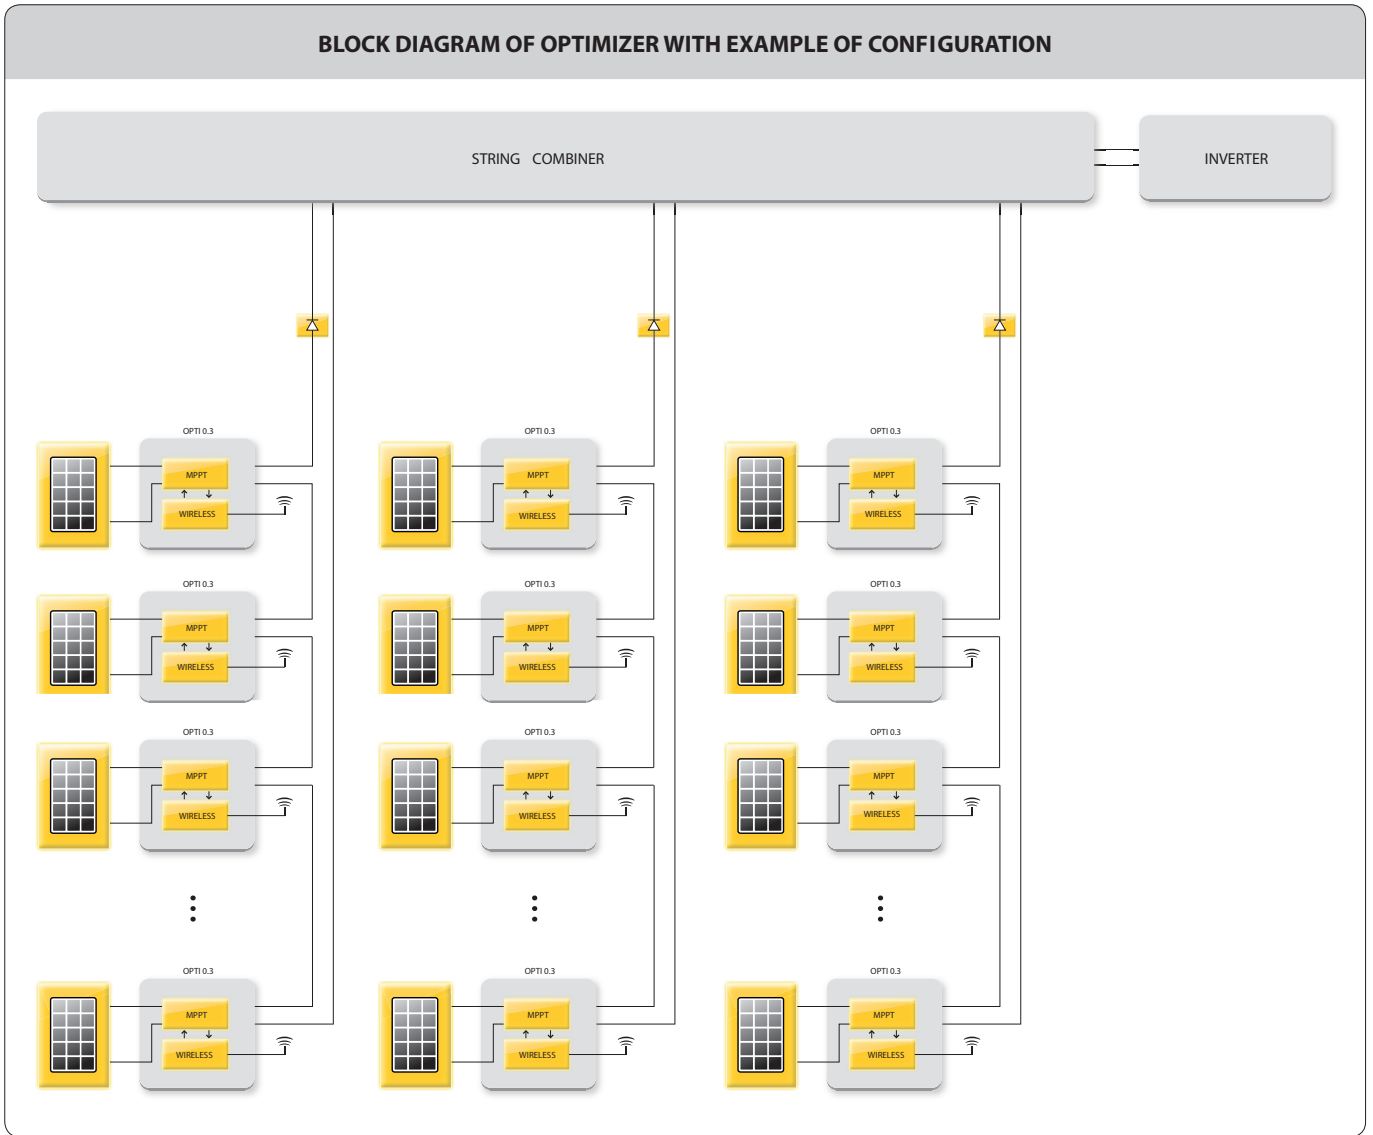 BLOCK DIAGRAM OF OPTIMIZER WITH EXAMPLE OF CONFIGURATION
STRING COMBINER
INVERTER
OPTI 0.3
OPTI 0.3
OPTI 0.3
MPPT
MPPT
MPPT
WIRELESS
WIRELESS
WIRELESS
OPTI 0.3
OPTI 0.3
OPTI 0.3
MPPT
MPPT
MPPT
WIRELESS
WIRELESS
WIRELESS
OPTI 0.3
OPTI 0.3
OPTI 0.3
MPPT
MPPT
MPPT
WIRELESS
WIRELESS
WIRELESS
OPTI 0.3
OPTI 0.3
OPTI 0.3
MPPT
MPPT
MPPT
WIRELESS
WIRELESS
WIRELESS